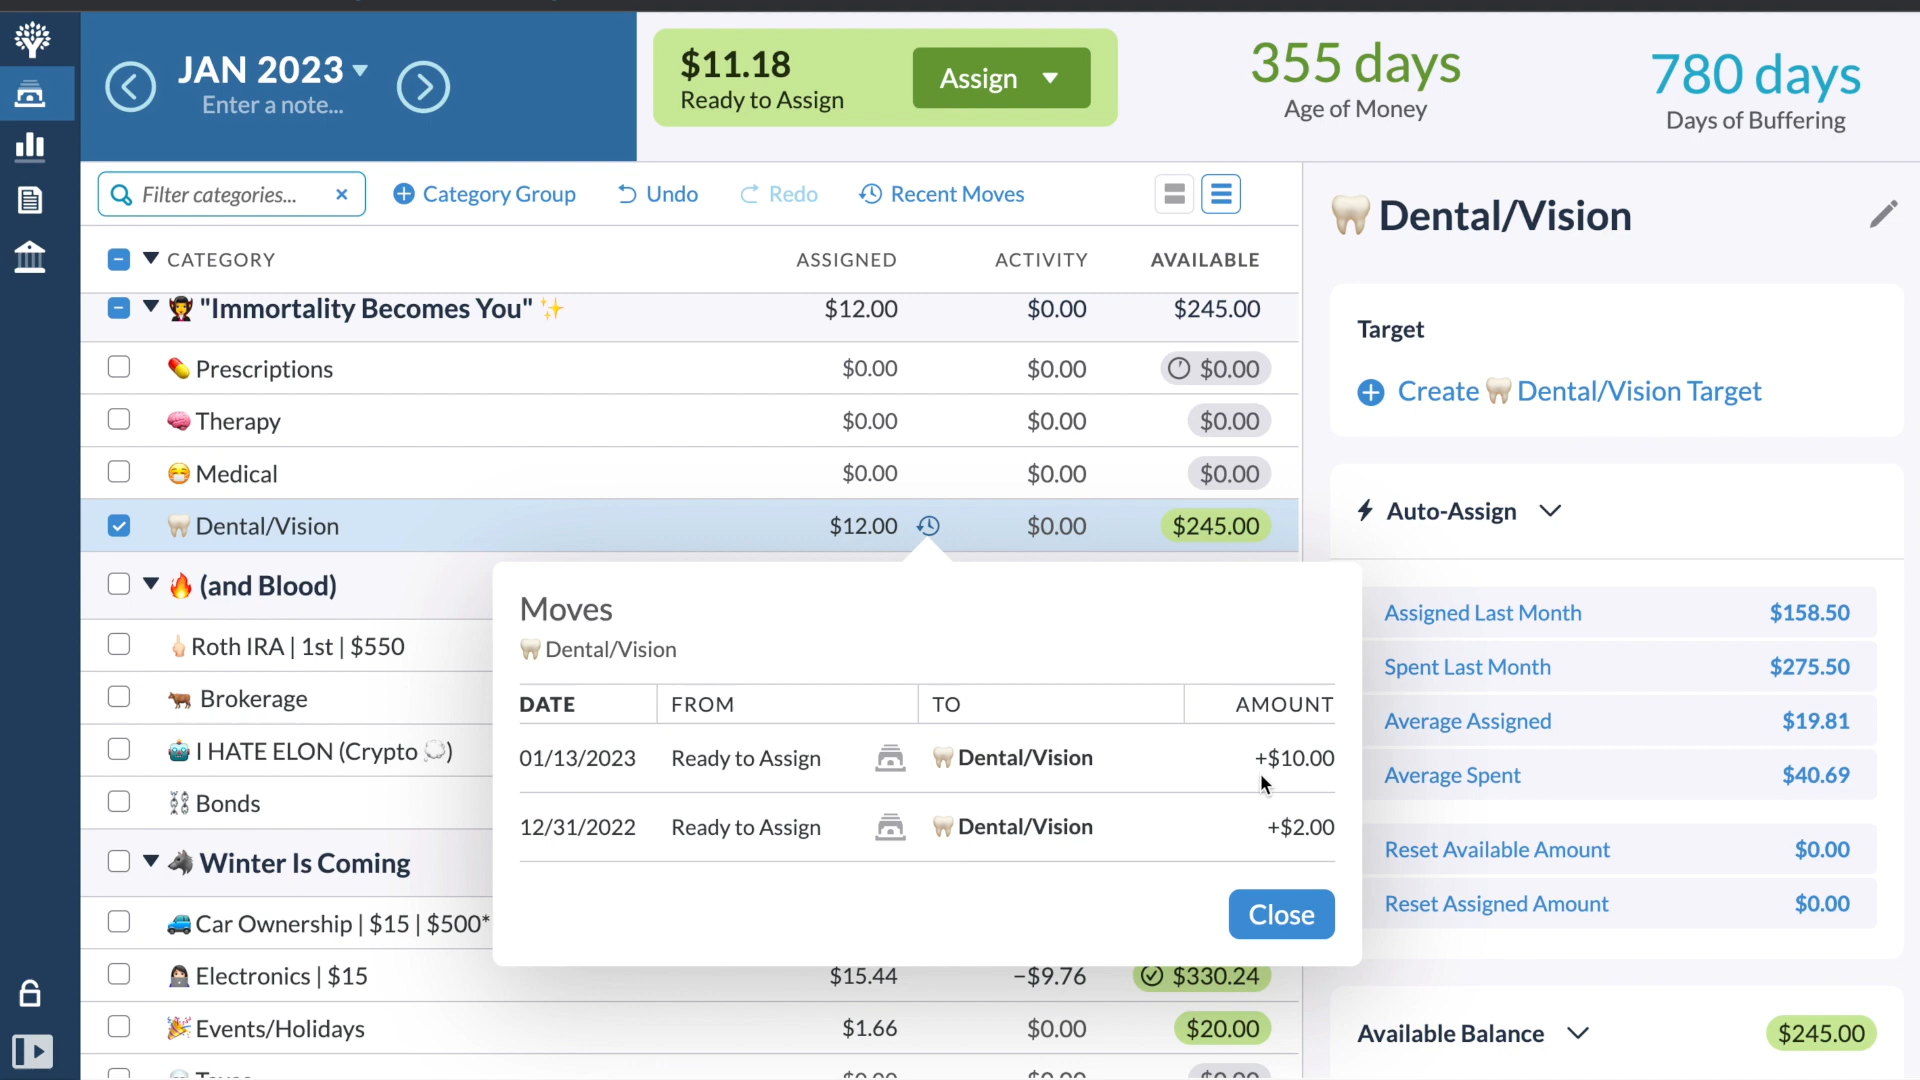 JAN 2023
Enter a note...
$11.18
Ready to Assign
Assign
355 days
Age of Money
780 days
Days of Buffering
Filter categories...
Category Group
Undo
Redo
Recent Moves
CATEGORY ASSIGNED ACTIVITY AVAILABLE
"Immortality Becomes You" $12.00 $0.00 $245.00
Prescriptions $0.00 $0.00 $0.00
Therapy $0.00 $0.00 $0.00
Medical $0.00 $0.00 $0.00
Dental/Vision $12.00 $0.00 $245.00
(and Blood)
Roth IRA | 1st | $550
Brokerage
I HATE ELON (Crypto 💭)
Bonds
Winter Is Coming
Car Ownership | $15 | $500*
Electronics | $15 $15.44 −$9.76 $330.24
Events/Holidays $1.66 $0.00 $20.00
Moves
Dental/Vision
DATE FROM TO AMOUNT
01/13/2023 Ready to Assign Dental/Vision +$10.00
12/31/2022 Ready to Assign Dental/Vision +$2.00
Close
Dental/Vision
Target
Create 🦷 Dental/Vision Target
Auto-Assign
Assigned Last Month $158.50
Spent Last Month $275.50
Average Assigned $19.81
Average Spent $40.69
Reset Available Amount $0.00
Reset Assigned Amount $0.00
Available Balance $245.00